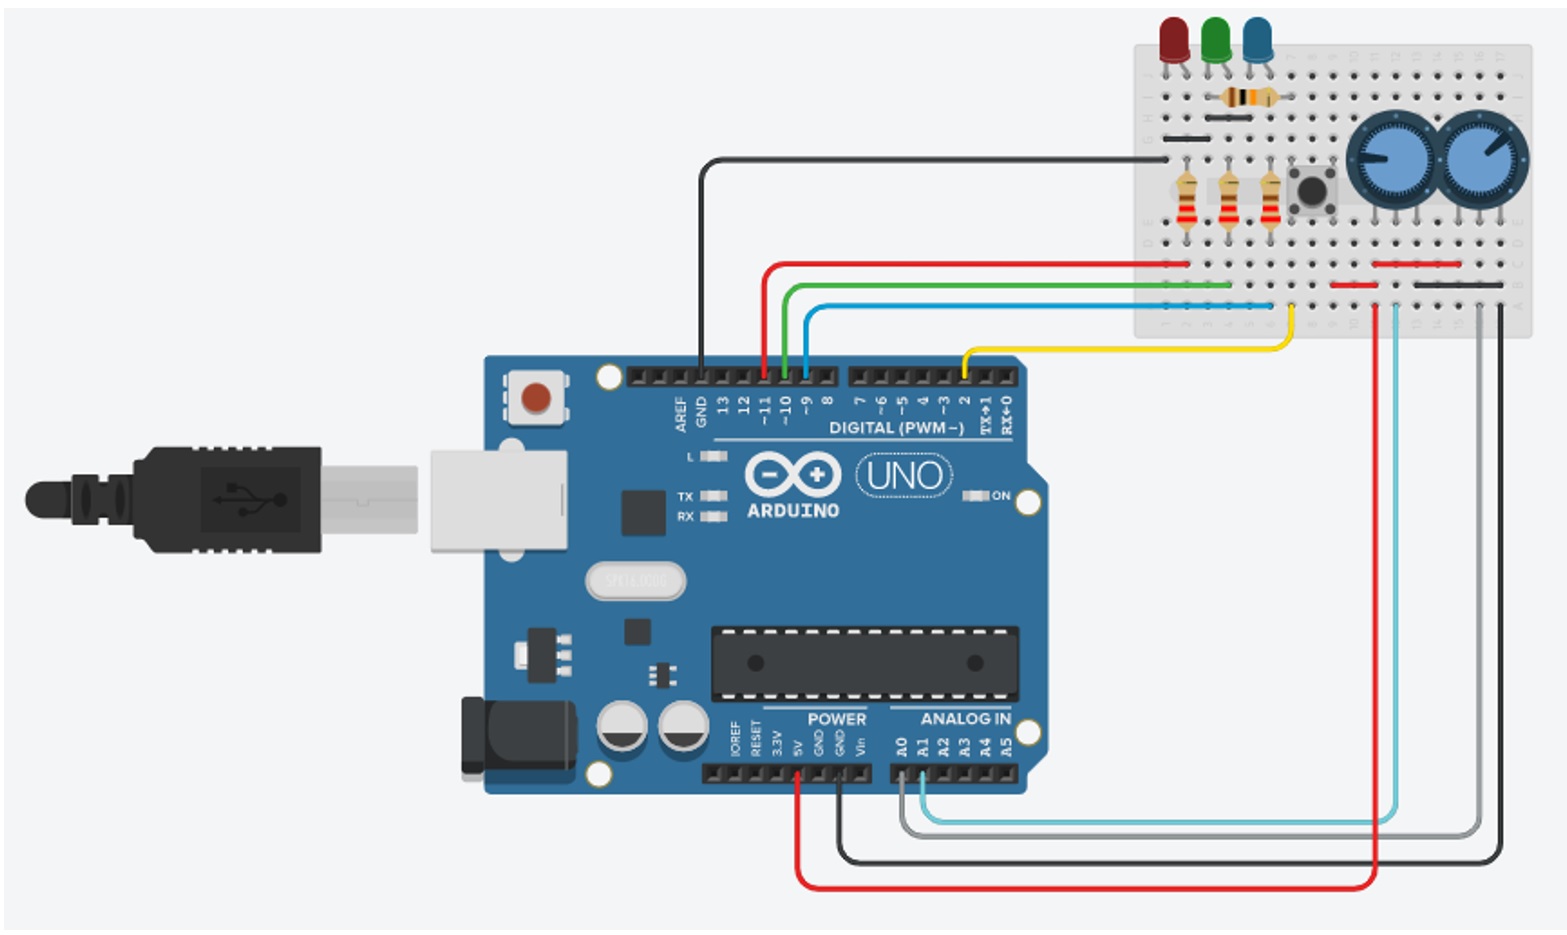 AREF
GND
13
12
~11
~10
~9
8
7
~6
~5
4
~3
2
TX→1
RX←0
DIGITAL (PWM~)
L
TX
RX
ARDUINO
UNO
ON
POWER
ANALOG IN
IOREF
RESET
3.3V
5V
GND
GND
Vin
A0
A1
A2
A3
A4
A5